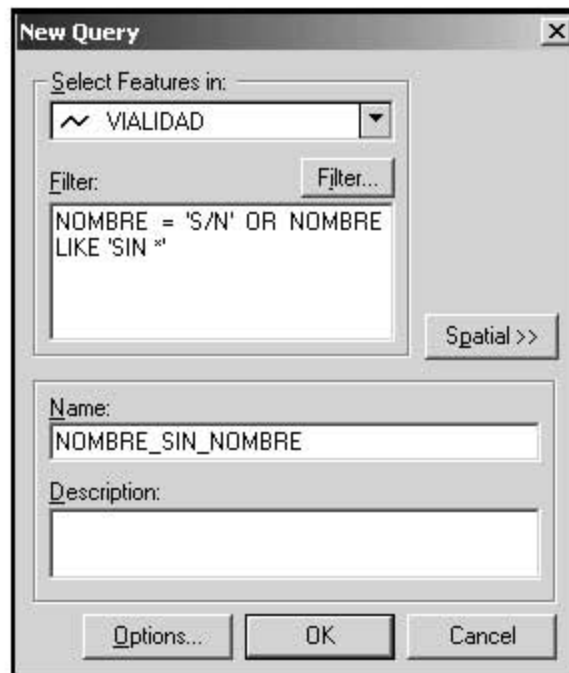 New Query
Select Features in:
VIALIDAD
Filter:
Filter...
NOMBRE = 'S/N' OR NOMBRE
LIKE 'SIN *'
Spatial >>
Name:
NOMBRE_SIN_NOMBRE
Description:
Options...
OK
Cancel